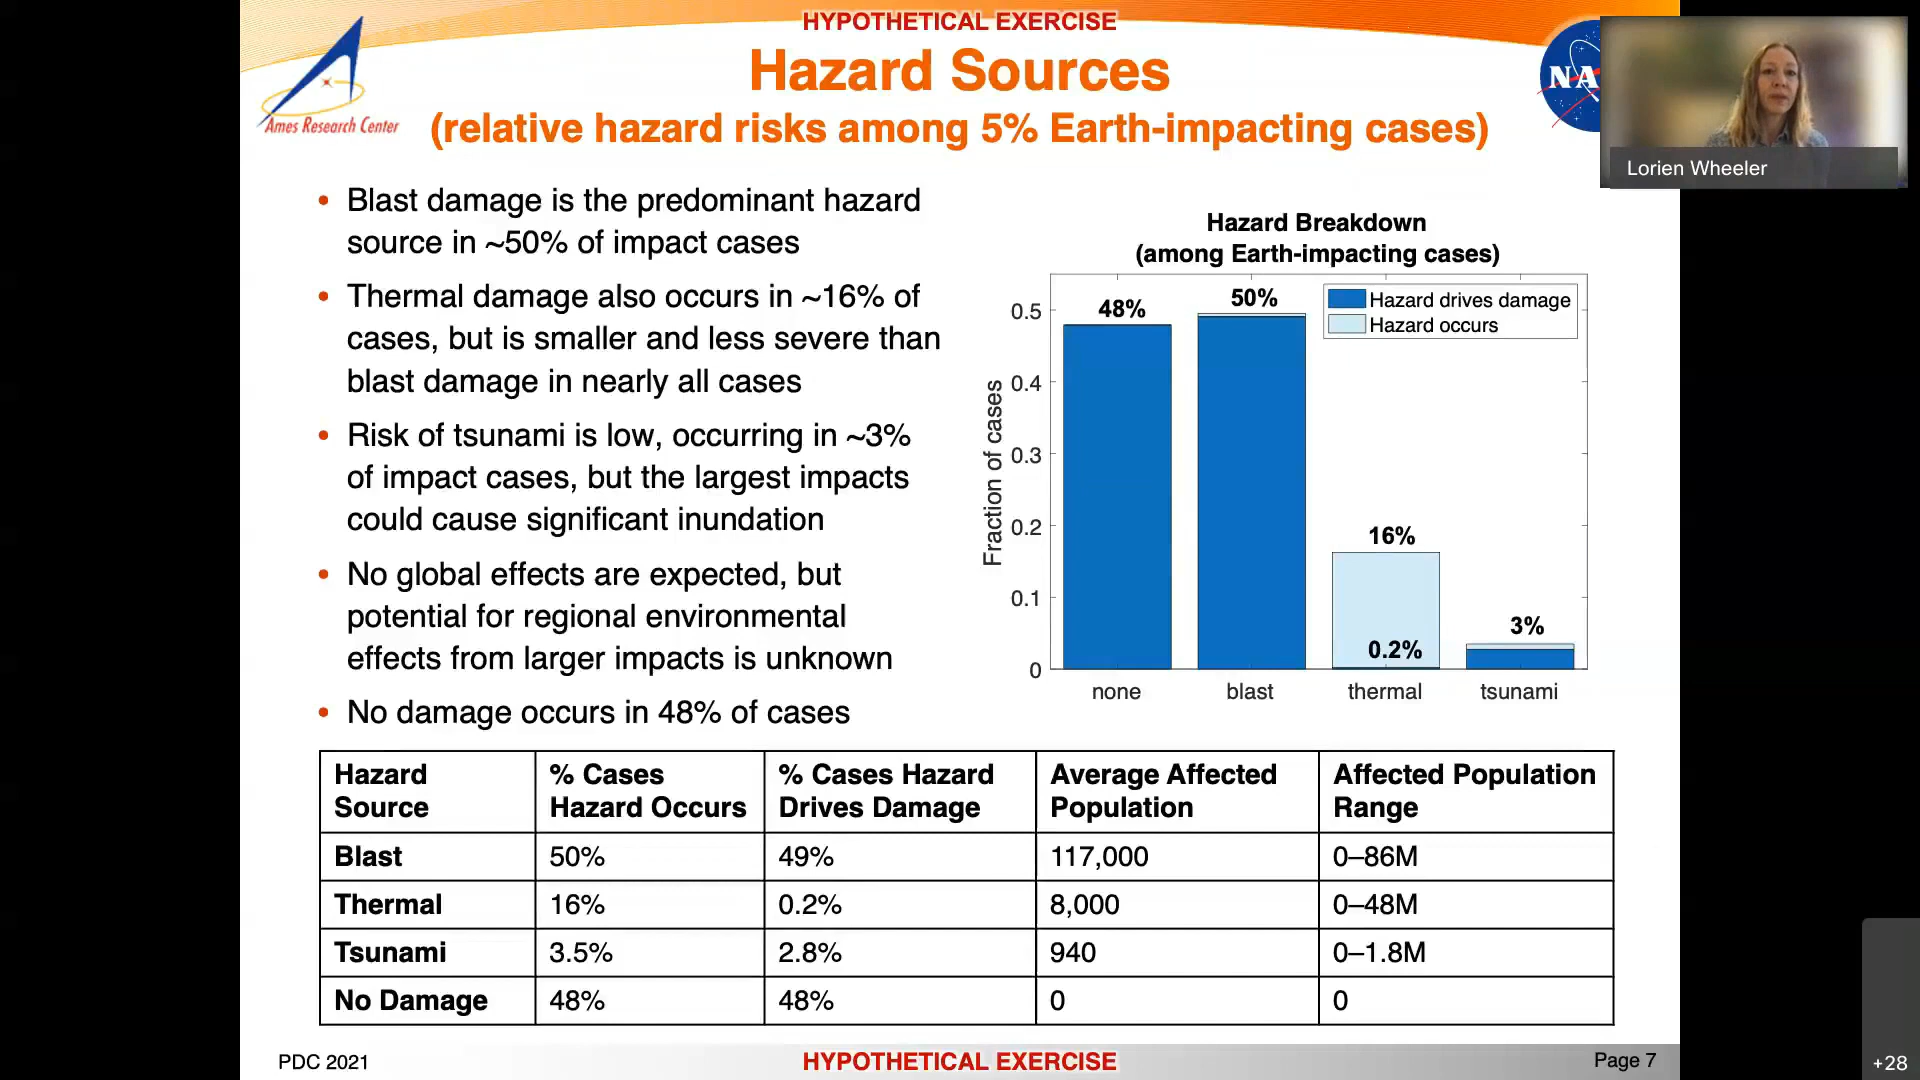 HYPOTHETICAL EXERCISE
Hazard Sources
(relative hazard risks among 5% Earth-impacting cases)
Ames Research Center
NA
Lorien Wheeler
• Blast damage is the predominant hazard
source in ~50% of impact cases
• Thermal damage also occurs in ~16% of
cases, but is smaller and less severe than
blast damage in nearly all cases
• Risk of tsunami is low, occurring in ~3%
of impact cases, but the largest impacts
could cause significant inundation
• No global effects are expected, but
potential for regional environmental
effects from larger impacts is unknown
• No damage occurs in 48% of cases
Hazard Breakdown
(among Earth-impacting cases)
Hazard drives damage
Hazard occurs
48%
50%
16%
0.2%
3%
Fraction of cases
0.5
0.4
0.3
0.2
0.1
0
none blast thermal tsunami
Hazard Source % Cases Hazard Occurs % Cases Hazard Drives Damage Average Affected Population Affected Population Range
Blast 50% 49% 117,000 0–86M
Thermal 16% 0.2% 8,000 0–48M
Tsunami 3.5% 2.8% 940 0–1.8M
No Damage 48% 48% 0 0
PDC 2021
HYPOTHETICAL EXERCISE
Page 7
+28